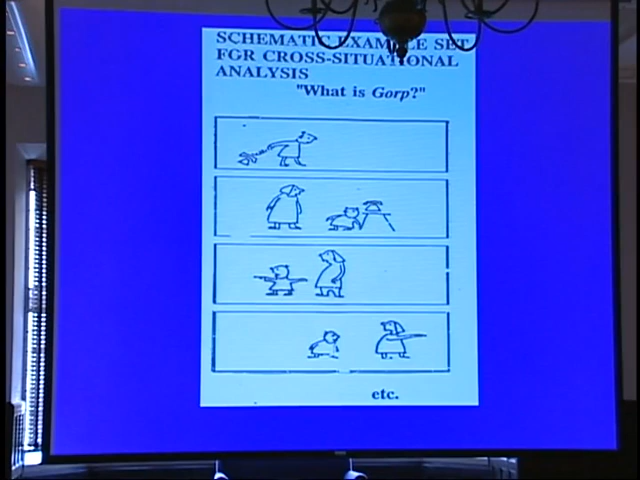 SCHEMATIC EXAMPLE SET
FOR CROSS-SITUATIONAL
ANALYSIS
"What is Gorp?"
etc.